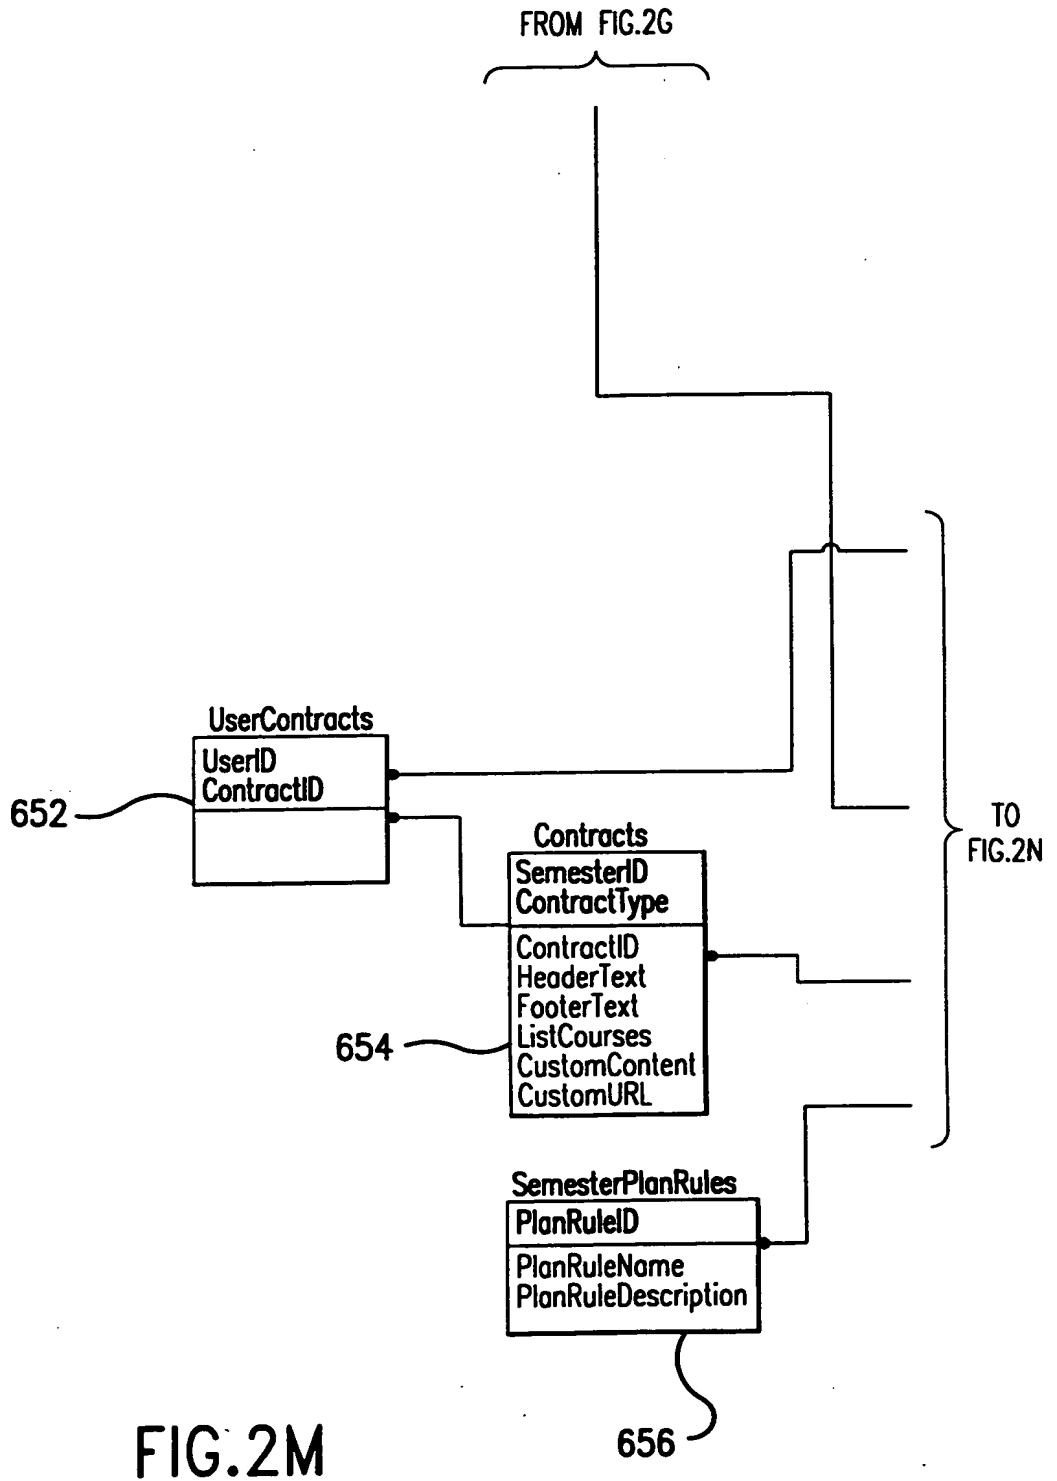 FROM FIG.2G
UserContracts
UserID
ContractID
652
Contracts
SemesterID
ContractType
ContractID
HeaderText
FooterText
ListCourses
CustomContent
CustomURL
654
TO
FIG.2N
SemesterPlanRules
PlanRuleID
PlanRuleName
PlanRuleDescription
656
FIG.2M